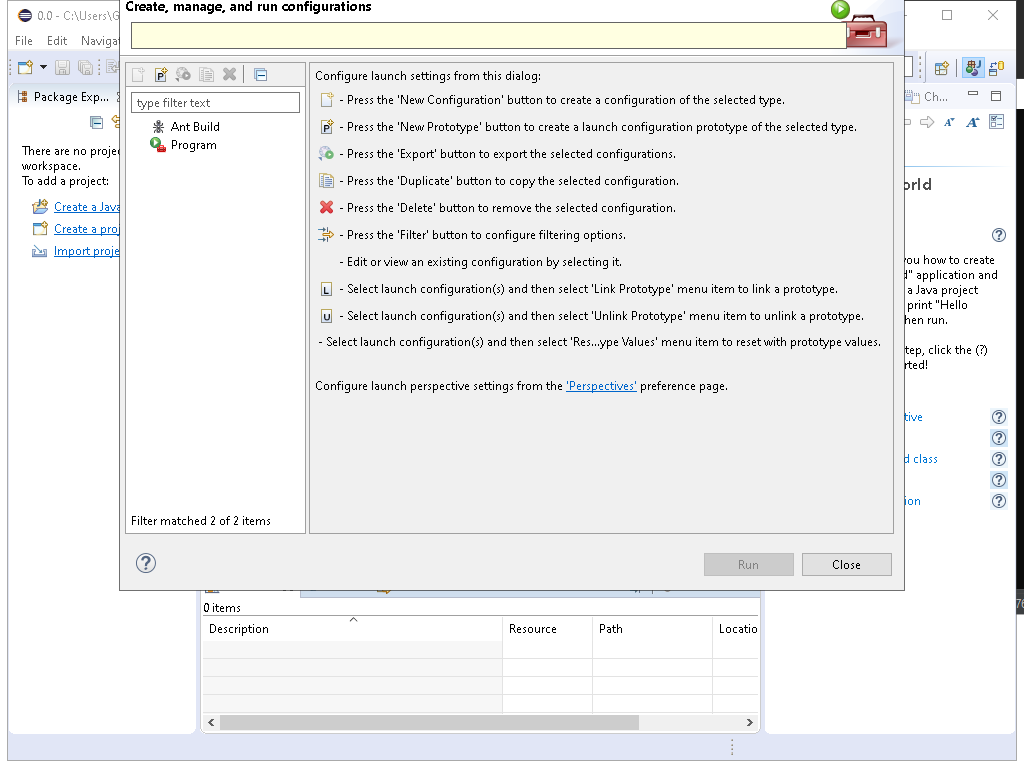 Create, manage, and run configurations
0.0 - C:\Users\G
File Edit Naviga
Package Exp...
Ch...
type filter text
Ant Build
Program
Filter matched 2 of 2 items
There are no proje
workspace.
To add a project:
Create a Java
Create a proj
Import proje
Configure launch settings from this dialog:
- Press the 'New Configuration' button to create a configuration of the selected type.
P - Press the 'New Prototype' button to create a launch configuration prototype of the selected type.
- Press the 'Export' button to export the selected configurations.
- Press the 'Duplicate' button to copy the selected configuration.
- Press the 'Delete' button to remove the selected configuration.
- Press the 'Filter' button to configure filtering options.
- Edit or view an existing configuration by selecting it.
L - Select launch configuration(s) and then select 'Link Prototype' menu item to link a prototype.
U - Select launch configuration(s) and then select 'Unlink Prototype' menu item to unlink a prototype.
- Select launch configuration(s) and then select 'Res...ype Values' menu item to reset with prototype values.
Configure launch perspective settings from the 'Perspectives' preference page.
Run
Close
orld
you how to create
d" application and
a Java project
print "Hello
hen run.
tep, click the (?)
rted!
tive
d class
ion
0 items
Description Resource Path Locatio